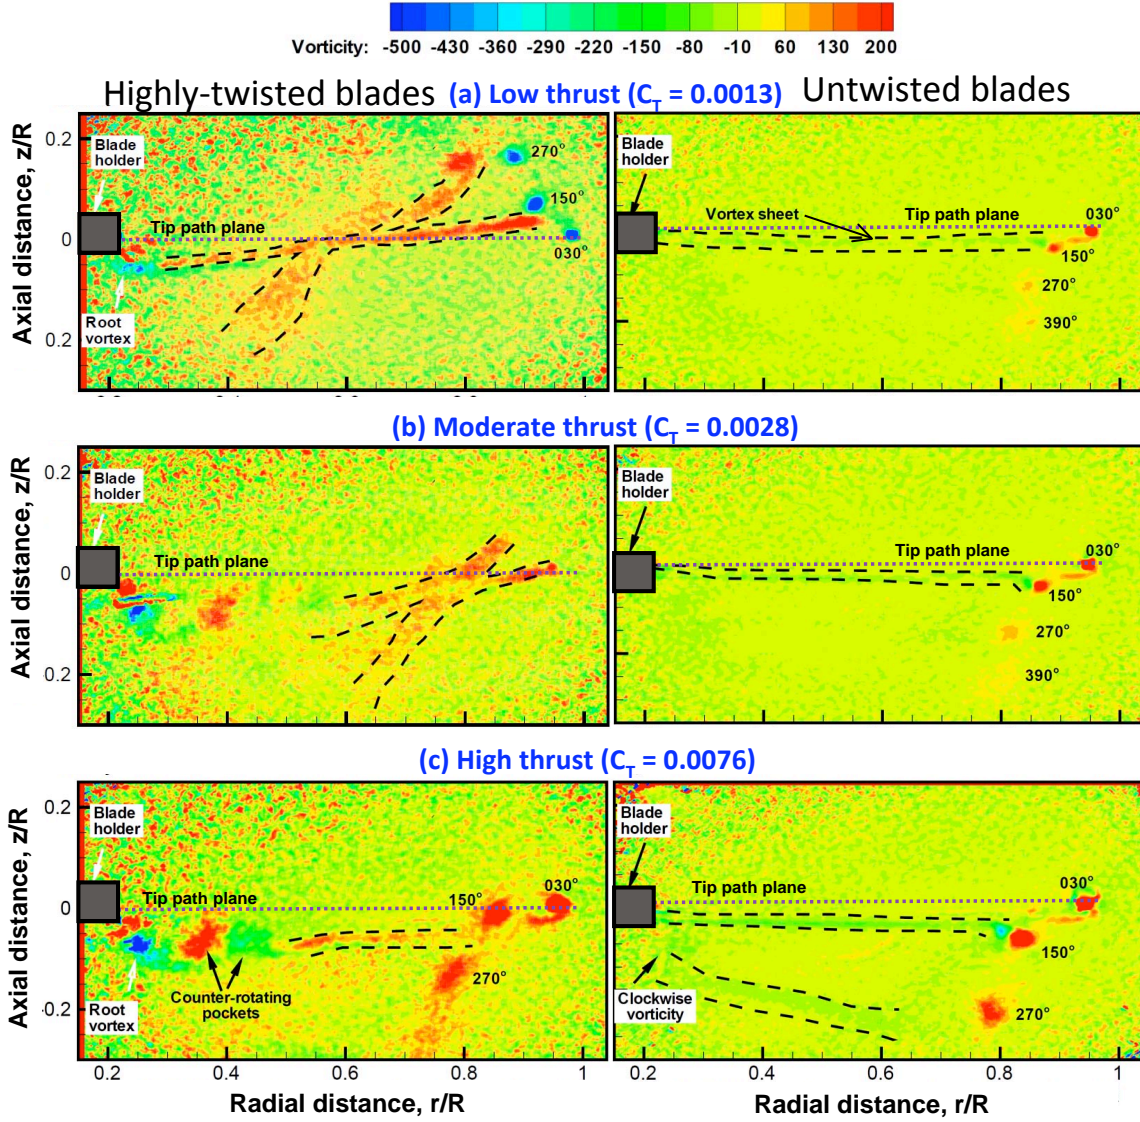 Vorticity: -500 -430 -360 -290 -220 -150 -80 -10 60 130 200
Highly-twisted blades (a) Low thrust (C_T = 0.0013) Untwisted blades
Axial distance, z/R
0.2
0
0.2
Blade
holder
Tip path plane
Root
vortex
270°
150°
030°
Blade
holder
Vortex sheet
Tip path plane
030°
150°
270°
390°
(b) Moderate thrust (C_T = 0.0028)
Axial distance, z/R
0.2
0
-0.2
Blade
holder
Tip path plane
Blade
holder
Tip path plane
030°
150°
270°
390°
(c) High thrust (C_T = 0.0076)
Axial distance, z/R
0.2
0
-0.2
Blade
holder
Tip path plane
150°
030°
270°
Counter-rotating
pockets
Root
vortex
Blade
holder
Tip path plane
030°
150°
270°
Clockwise
vorticity
0.2 0.4 0.6 0.8 1
0.2 0.4 0.6 0.8 1
Radial distance, r/R
Radial distance, r/R